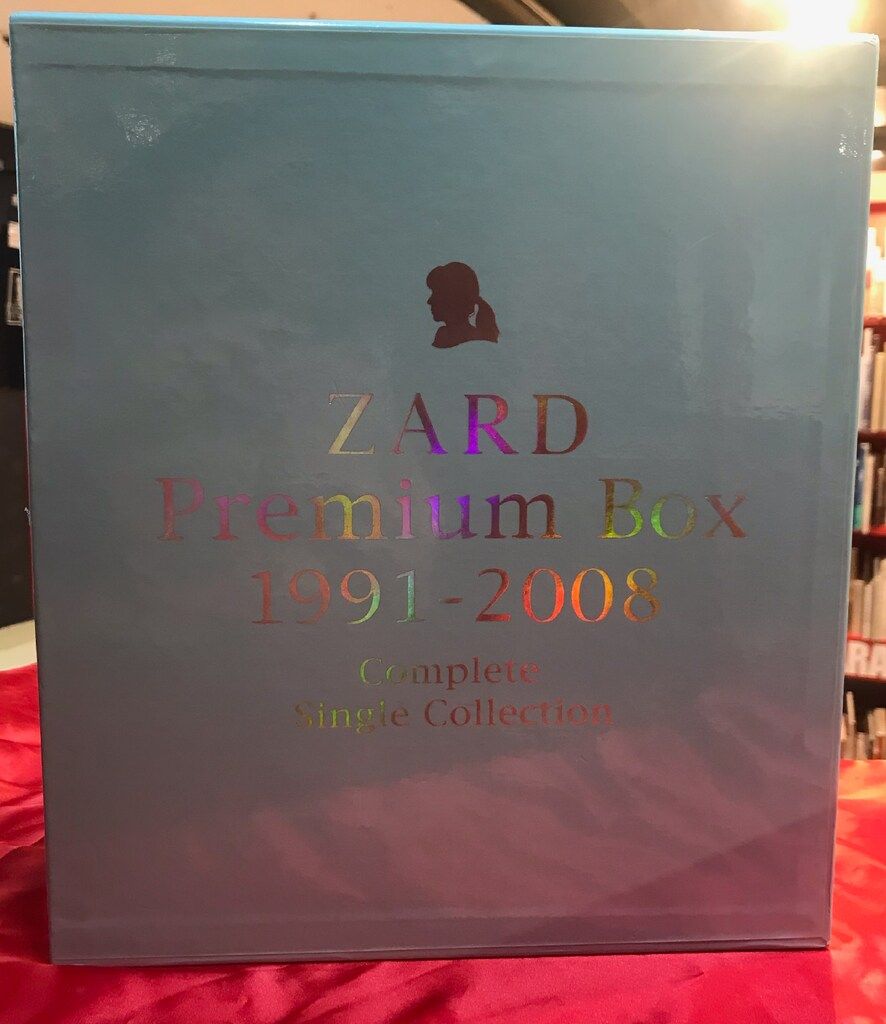 ZARD
Premium Box
1991-2008
Complete
Single Collection